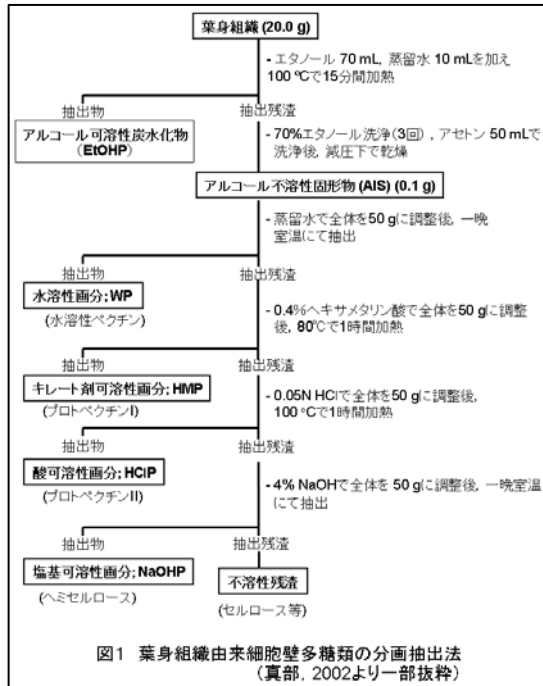 葉身組織 (20.0 g)
- エタノール 70 mL, 蒸留水 10 mLを加え
100 ℃で15分間加熱
抽出物
抽出残渣
アルコール可溶性炭水化物
(EtOHP)
- 70%エタノール洗浄(3回) , アセトン 50 mLで
洗浄後, 減圧下で乾燥
アルコール不溶性固形物 (AIS) (0.1 g)
- 蒸留水で全体を50 gに調整後, 一晩
室温にて抽出
抽出物
抽出残渣
水溶性画分; WP
(水溶性ペクチン)
- 0.4%ヘキサメタリン酸で全体を50 gに調整
後, 80℃で1時間加熱
抽出物
抽出残渣
キレート剤可溶性画分; HMP
(プロトペクチンI)
- 0.05N HClで全体を50 gに調整後,
100 ℃で1時間加熱
抽出物
抽出残渣
酸可溶性画分; HClP
(プロトペクチンII)
- 4% NaOHで全体を 50 gに調整後, 一晩室温
にて抽出
抽出物
抽出残渣
塩基可溶性画分; NaOHP
(ヘミセルロース)
不溶性残渣
(セルロース等)
図1 葉身組織由来細胞壁多糖類の分画抽出法
(真部, 2002より一部抜粋)